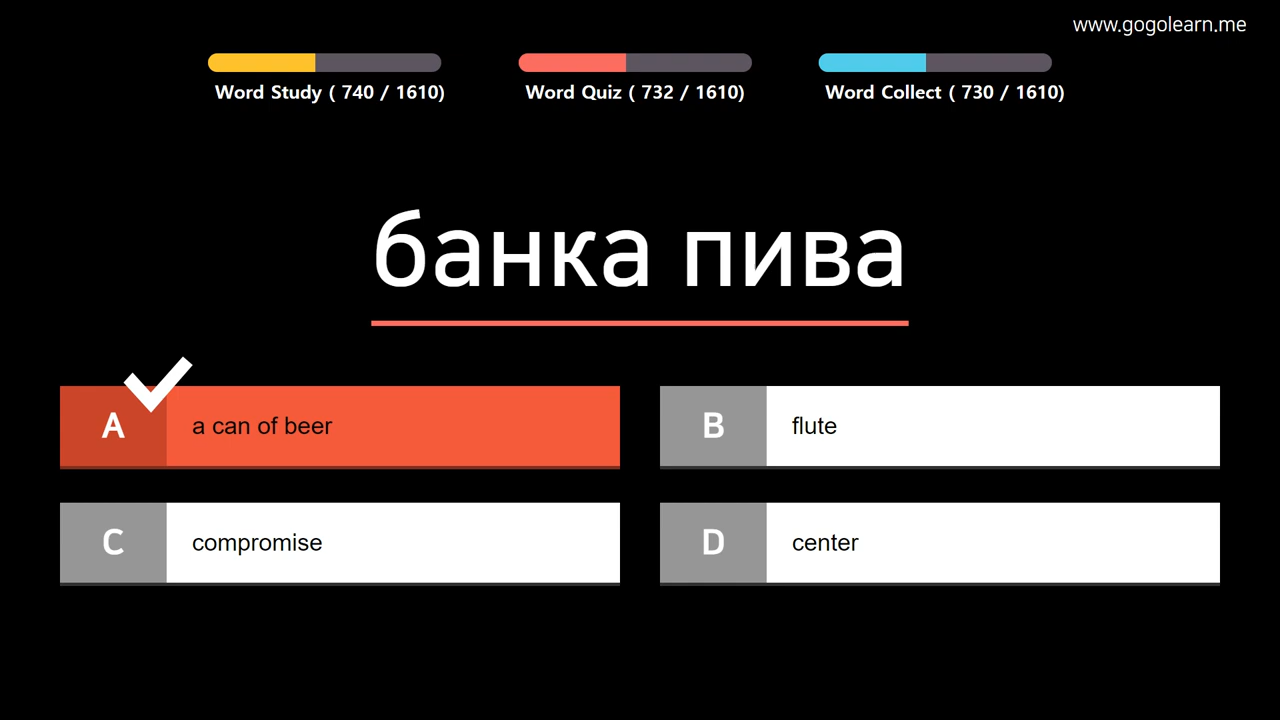 www.gogolearn.me
Word Study ( 740 / 1610)
Word Quiz ( 732 / 1610)
Word Collect ( 730 / 1610)
банка пива
A a can of beer
B flute
C compromise
D center